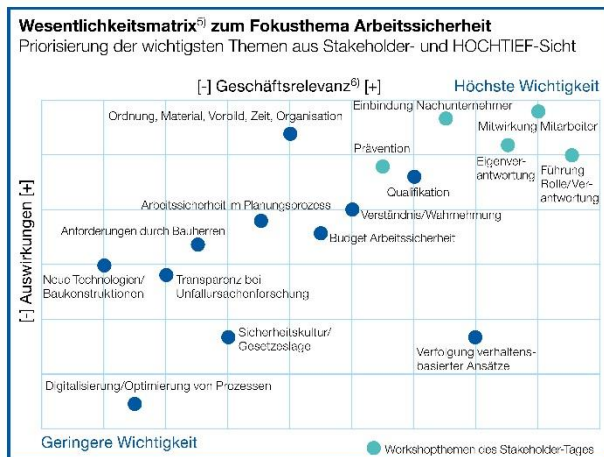 Wesentlichkeitsmatrix5) zum Fokusthema Arbeitssicherheit
Priorisierung der wichtigsten Themen aus Stakeholder- und HOCHTIEF-Sicht
[-] Geschäftsrelevanz6) [+]
Höchste Wichtigkeit
[-] Auswirkungen [+]
Ordnung, Material, Vorbild, Zeit, Organisation
Einbindung Nachunternehmer
Mitwirkung Mitarbeiter
Prävention
Eigenver-
antwortung
Führung
Rolle/Ver-
antwortung
Qualifikation
Arbeitssicherheit im Planungsprozess
Verständnis/Wahrnehmung
Anforderungen durch Bauherren
Budget Arbeitssicherheit
Neue Technologien/
Baukonstruktionen
Transparenz bei
Unfallursachenforschung
Sicherheitskultur/
Gesetzeslage
Verfolgung verhaltens-
basierter Ansätze
Digitalisierung/Optimierung von Prozessen
Geringere Wichtigkeit
Workshopthemen des Stakeholder-Tages